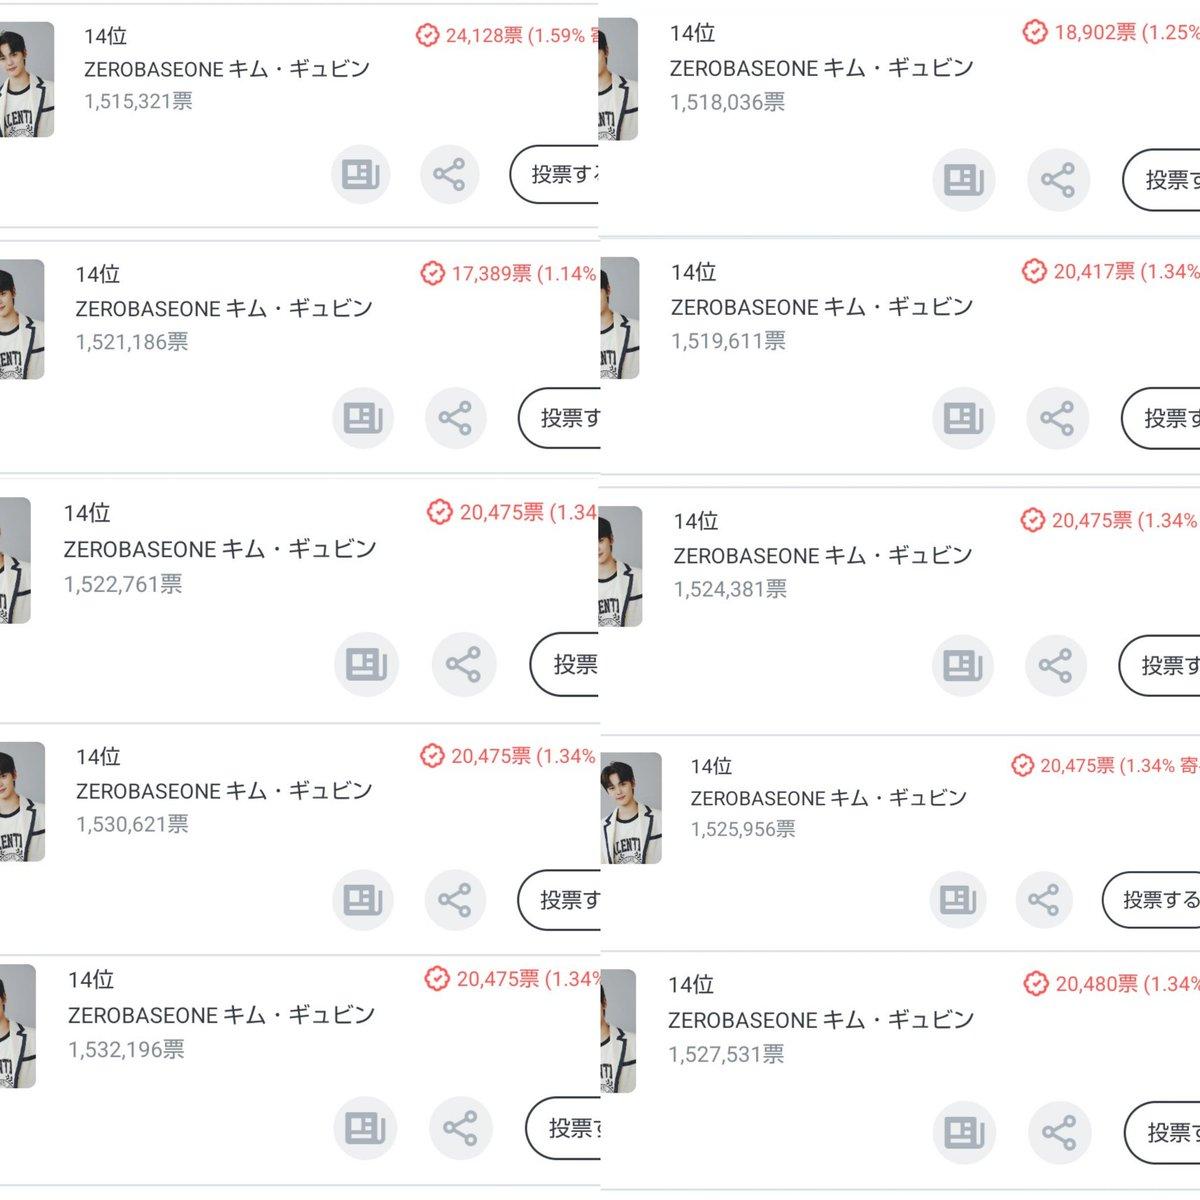 14位
24,128票 (1.59%
ZEROBASEONE キム・ギュビン
1,515,321票
投票す
14位
18,902票 (1.25%
ZEROBASEONE キム・ギュビン
1,518,036票
投票す
14位
17,389票 (1.14%
ZEROBASEONE キム・ギュビン
1,521,186票
投票す
14位
20,417票 (1.34%
ZEROBASEONE キム・ギュビン
1,519,611票
投票す
14位
20,475票 (1.34
ZEROBASEONE キム・ギュビン
1,522,761票
投票
14位
20,475票 (1.34%
ZEROBASEONE キム・ギュビン
1,524,381票
投票す
14位
20,475票 (1.34%
ZEROBASEONE キム・ギュビン
1,530,621票
投票す
14位
20,475票 (1.34% 寄
ZEROBASEONE キム・ギュビン
1,525,956票
投票する
14位
20,475票 (1.34%
ZEROBASEONE キム・ギュビン
1,532,196票
投票す
14位
20,480票 (1.34%
ZEROBASEONE キム・ギュビン
1,527,531票
投票す